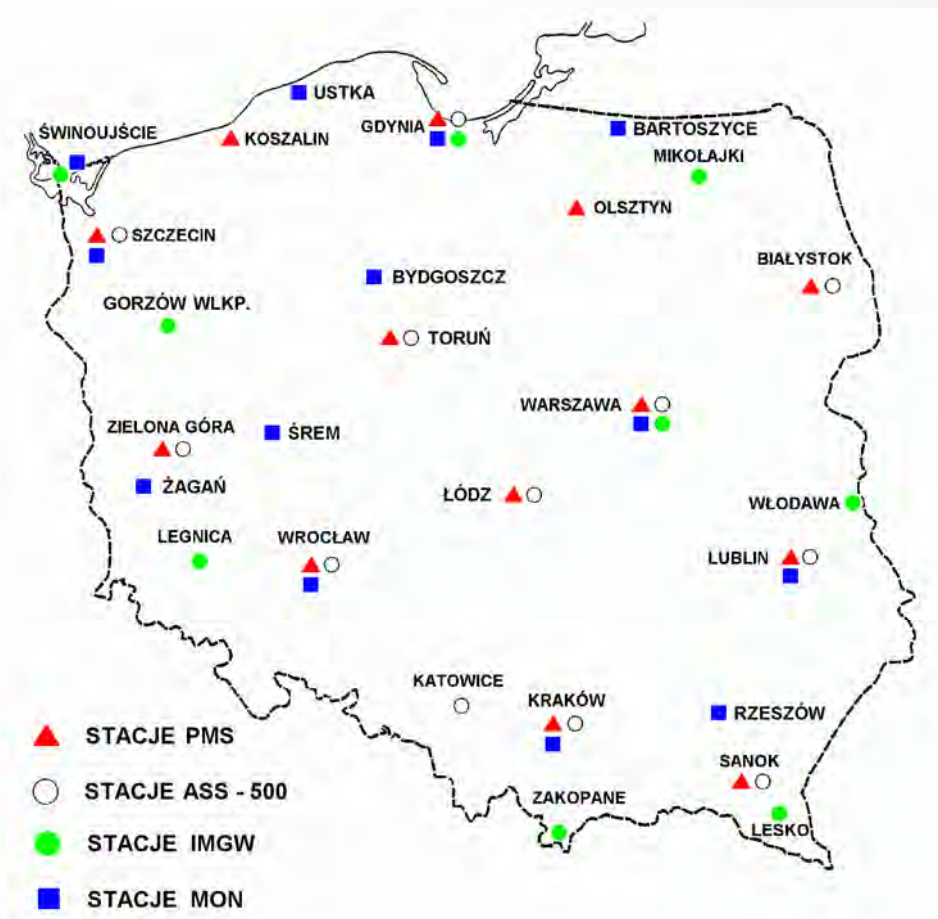 USTKA
ŚWINOUJŚCIE
KOSZALIN
GDYNIA
BARTOSZYCE
MIKOŁAJKI
OLSZTYN
SZCZECIN
BIAŁYSTOK
BYDGOSZCZ
GORZÓW WLKP.
TORUŃ
WARSZAWA
ZIELONA GÓRA
ŚREM
ŻAGAŃ
ŁÓDZ
WŁODAWA
LEGNICA
WROCŁAW
LUBLIN
KATOWICE
KRAKÓW
RZESZÓW
SANOK
ZAKOPANE
LESKO
STACJE PMS
STACJE ASS - 500
STACJE IMGW
STACJE MON